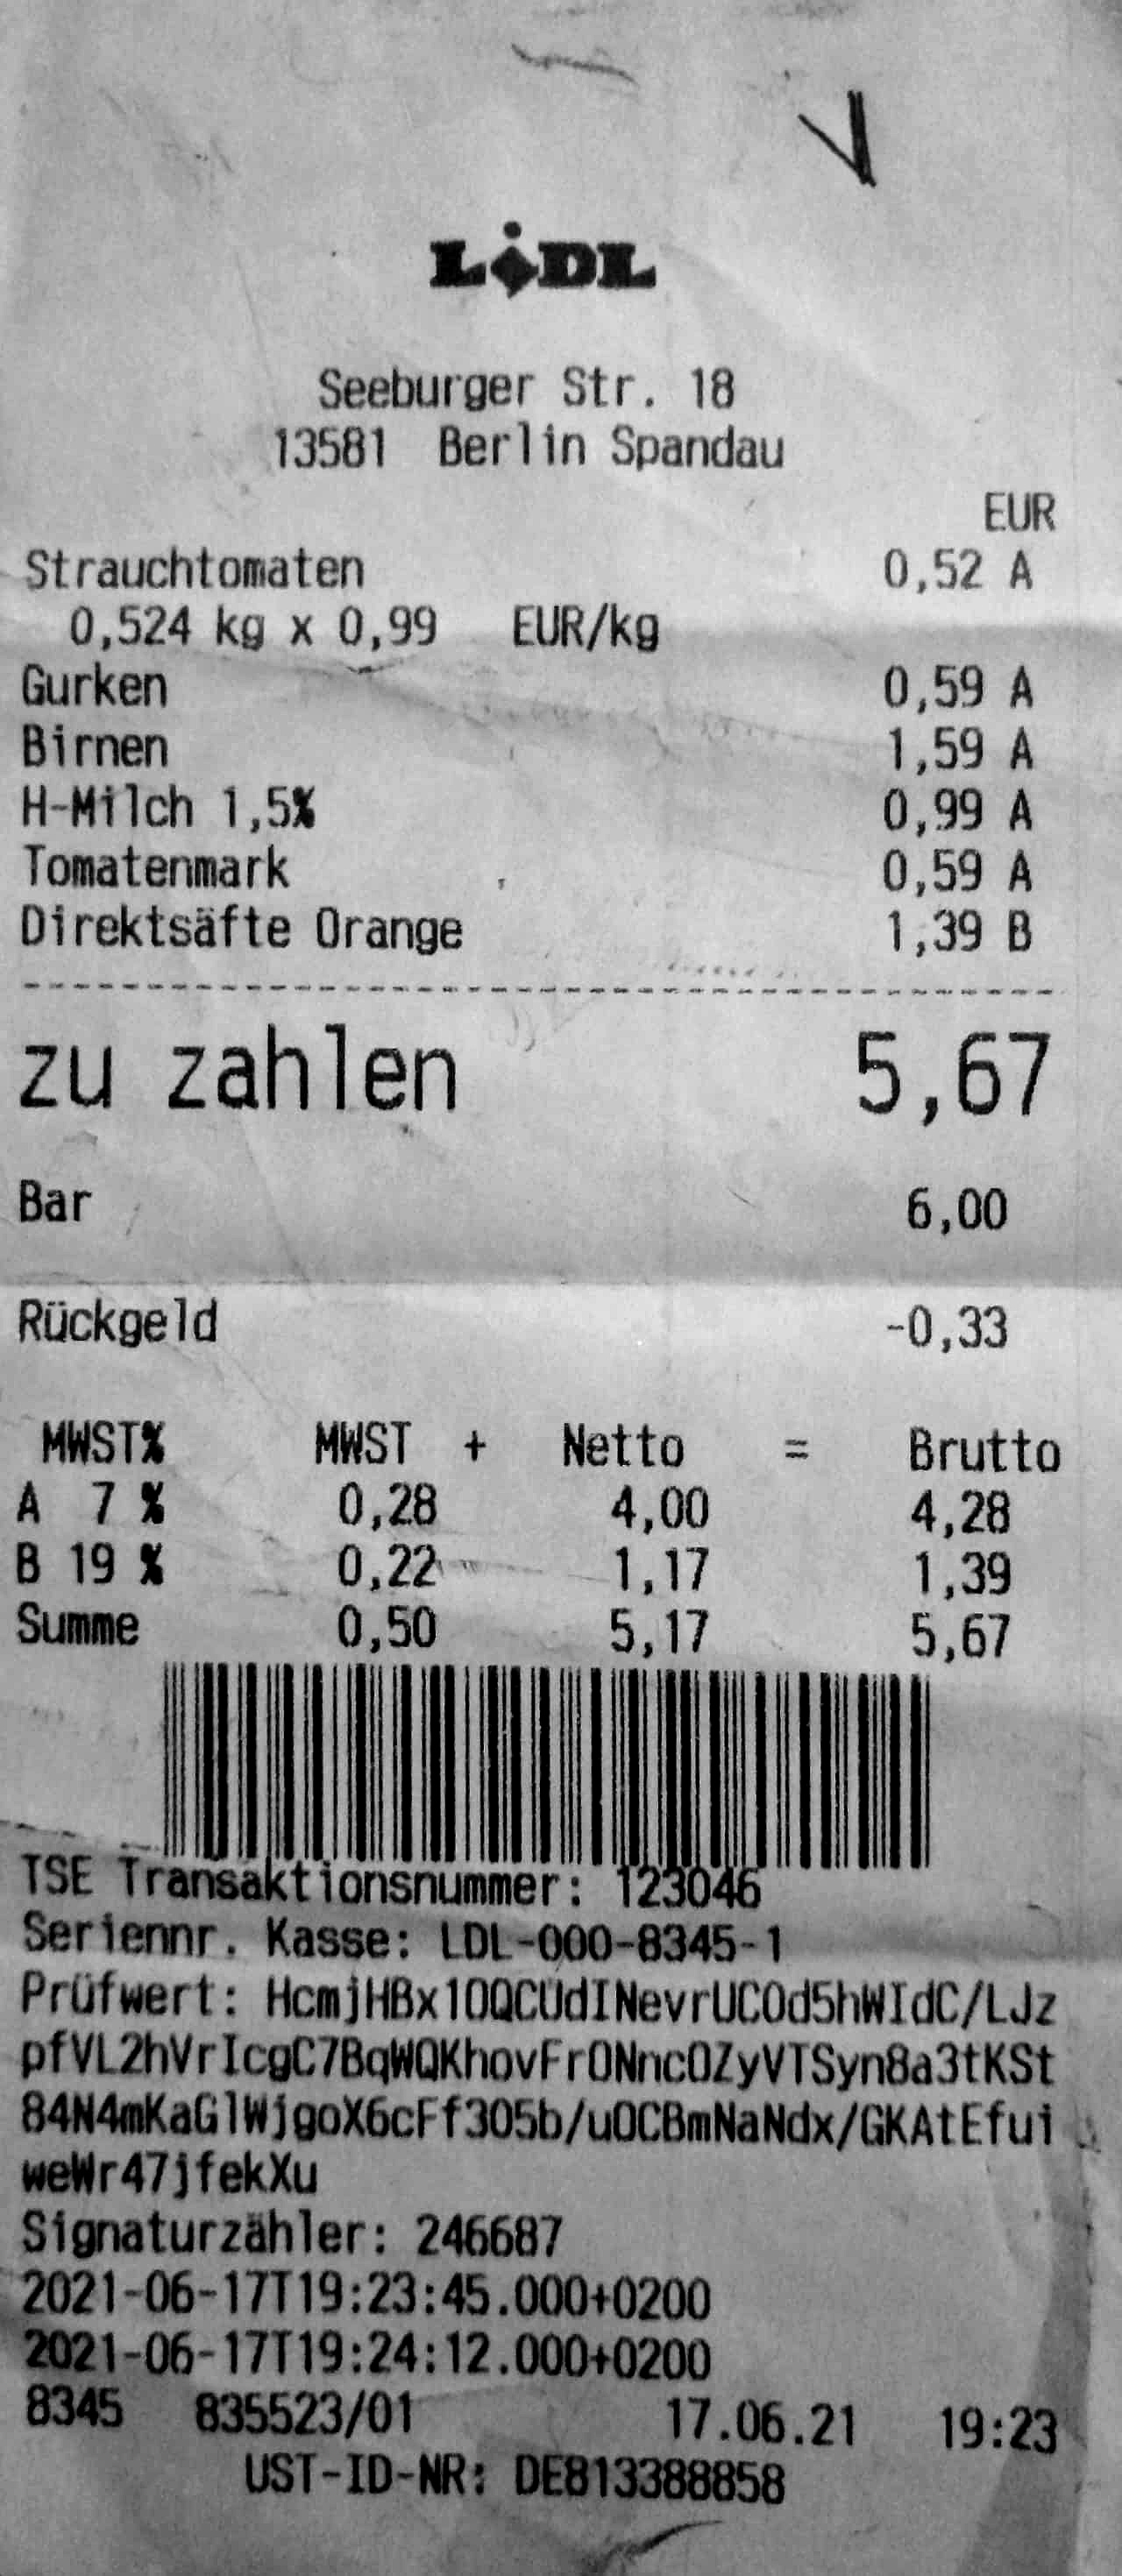 LiDL
Seeburger Str. 18
13581 Berlin Spandau
EUR
Strauchtomaten 0,52 A
0,524 kg x 0,99 EUR/kg
Gurken 0,59 A
Birnen 1,59 A
H-Milch 1,5% 0,99 A
Tomatenmark 0,59 A
Direktsäfte Orange 1,39 B
zu zahlen 5,67
Bar 6,00
Rückgeld -0,33
MWST% MWST + Netto = Brutto
A 7 % 0,28 4,00 4,28
B 19 % 0,22 1,17 1,39
Summe 0,50 5,17 5,67
TSE Transaktionsnummer: 123046
Seriennr. Kasse: LDL-000-8345-1
Prüfwert:
weWr47jfekXu
Signaturzähler: 246687
2021-06-17T19:23:45.000+0200
2021-06-17T19:24:12.000+0200
8345 835523/01 17.06.21 19:23
UST-ID-NR: DE813388858